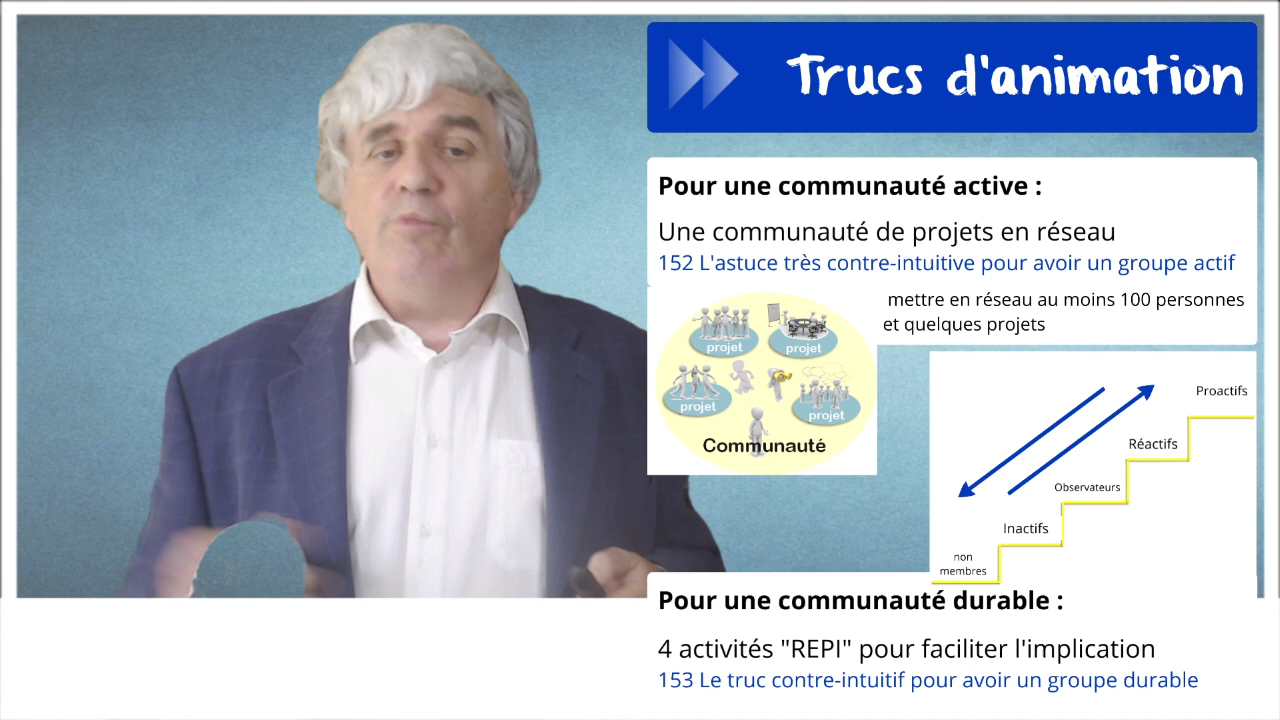 Trucs d'animation
Pour une communauté active :
Une communauté de projets en réseau
152 L'astuce très contre-intuitive pour avoir un groupe actif
mettre en réseau au moins 100 personnes
et quelques projets
projet
projet
projet
projet
Communauté
Proactifs
Réactifs
Observateurs
Inactifs
non
membres
Pour une communauté durable :
4 activités "REPI" pour faciliter l'implication
153 Le truc contre-intuitif pour avoir un groupe durable